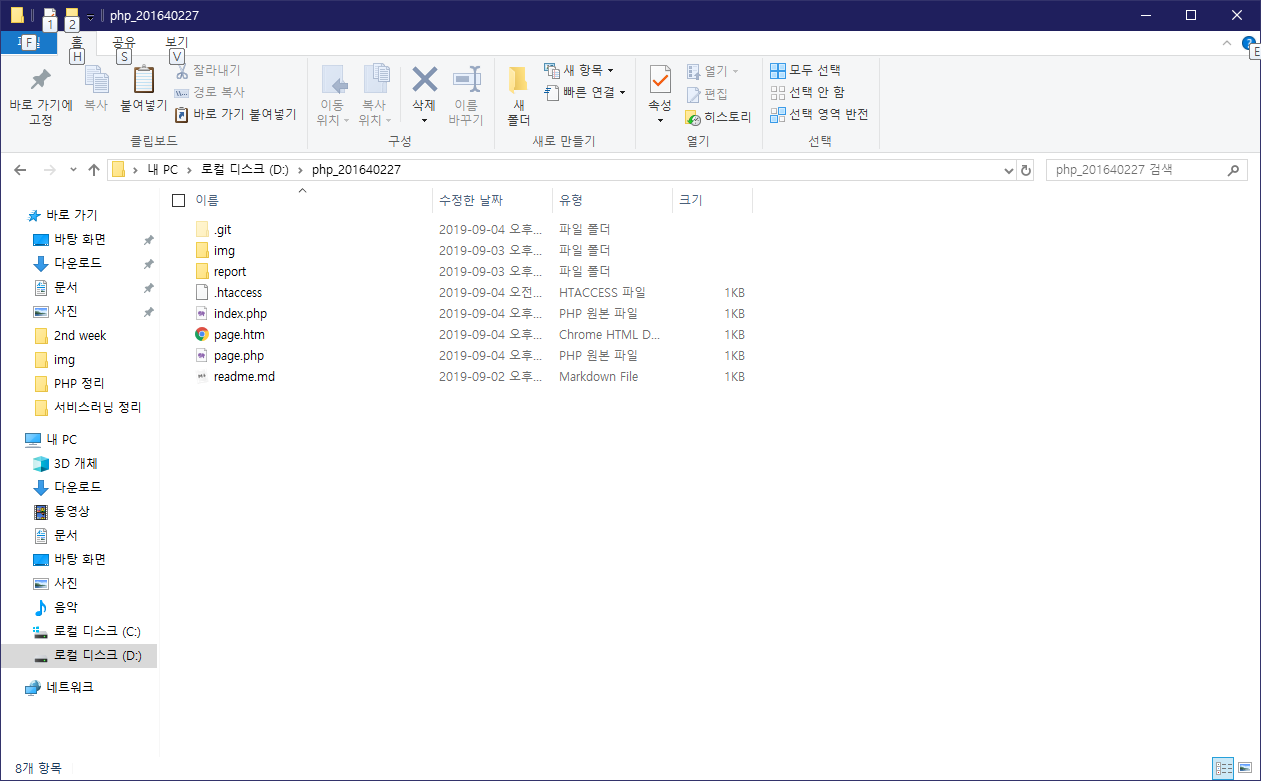 php_201640227
1 2
F 홈 공유 보기
H S V E
바로 가기에 고정
복사
붙여넣기
잘라내기
경로 복사
바로 가기 붙여넣기
클립보드
이동 위치
복사 위치
삭제
이름 바꾸기
구성
새 폴더
새 항목
빠른 연결
새로 만들기
속성
열기
편집
히스토리
열기
모두 선택
선택 안 함
선택 영역 반전
선택
내 PC > 로컬 디스크 (D:) > php_201640227
php_201640227 검색
바로 가기
바탕 화면
다운로드
문서
사진
2nd week
img
PHP 정리
서비스러닝 정리
내 PC
3D 개체
다운로드
동영상
문서
바탕 화면
사진
음악
로컬 디스크 (C:)
로컬 디스크 (D:)
네트워크
이름 수정한 날짜 유형 크기
.git 2019-09-04 오후... 파일 폴더
img 2019-09-03 오후... 파일 폴더
report 2019-09-03 오후... 파일 폴더
.htaccess 2019-09-04 오전... HTACCESS 파일 1KB
index.php 2019-09-04 오후... PHP 원본 파일 1KB
page.htm 2019-09-04 오후... Chrome HTML D... 1KB
page.php 2019-09-04 오후... PHP 원본 파일 1KB
readme.md 2019-09-02 오후... Markdown File 1KB
8개 항목